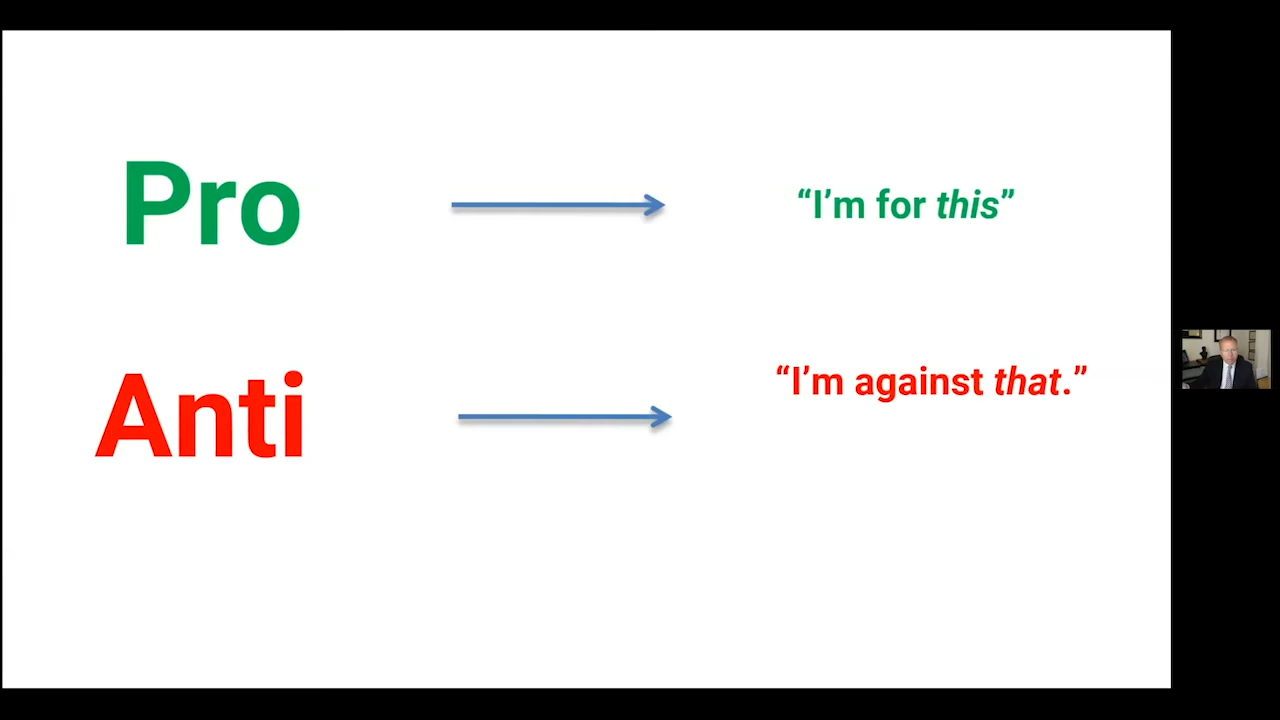 Pro
“I’m for this”
Anti
“I’m against that.”